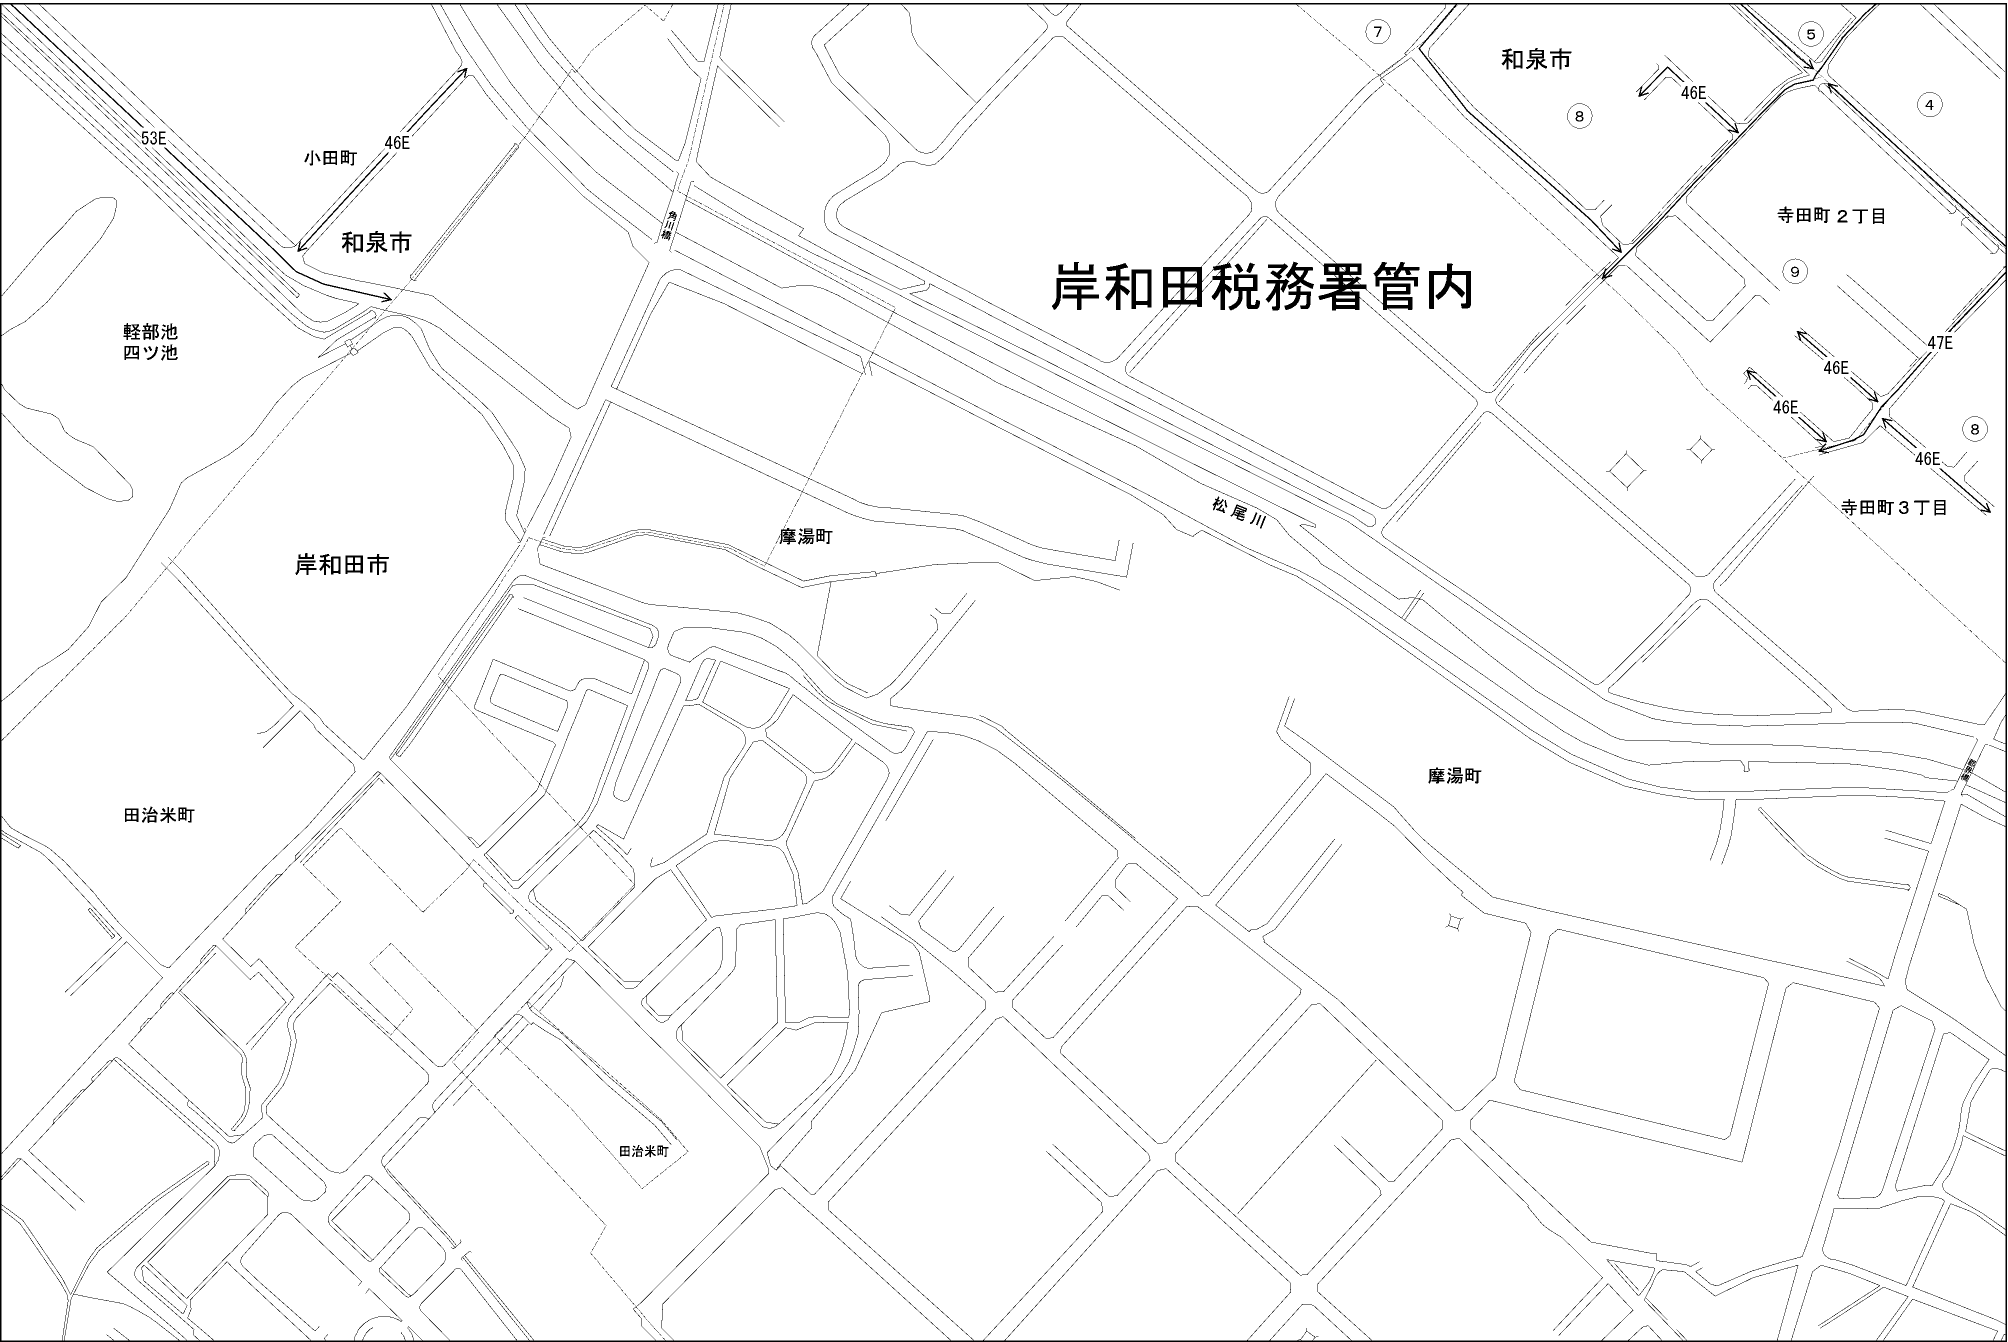 ⑦
⑤
和泉市
46E
④
⑧
53E
46E
小田町
和泉市
角川橋
寺田町2丁目
⑨
岸和田税務署管内
軽部池
四ツ池
47E
46E
46E
⑧
46E
寺田町3丁目
松尾川
摩湯町
岸和田市
摩湯町
田治米町
田治米町